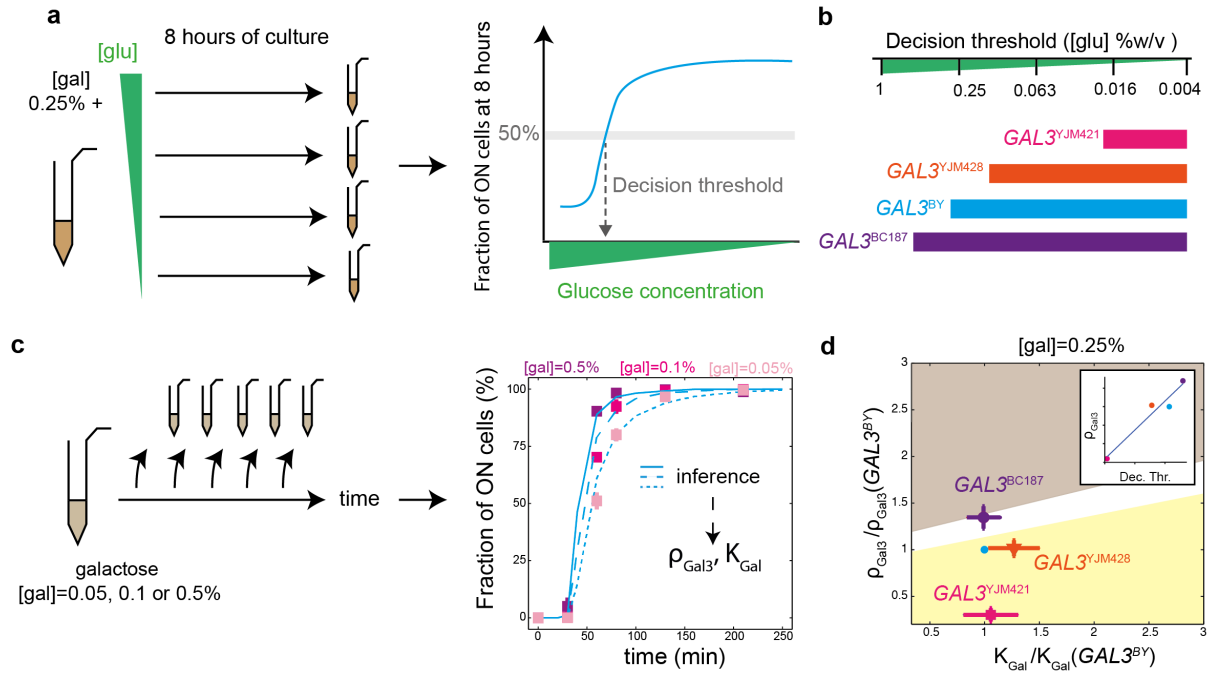 a
[glu]
8 hours of culture
[gal]
0.25% +
Fraction of ON cells at 8 hours
50%
Decision threshold
Glucose concentration
b
Decision threshold ([glu] %w/v )
1 0.25 0.063 0.016 0.004
GAL3YJM421
GAL3YJM428
GAL3BY
GAL3BC187
c
galactose
[gal]=0.05, 0.1 or 0.5%
time
[gal]=0.5% [gal]=0.1% [gal]=0.05%
Fraction of ON cells (%)
100
75
50
25
0
inference
ρGal3, KGal
0 50 100 150 200 250
time (min)
d
[gal]=0.25%
ρGal3/ρGal3(GAL3BY)
3
2.5
2
1.5
1
0.5
ρGal3
Dec. Thr.
GAL3BC187
GAL3YJM428
GAL3YJM421
0.5 1 1.5 2 2.5 3
KGal/KGal(GAL3BY)